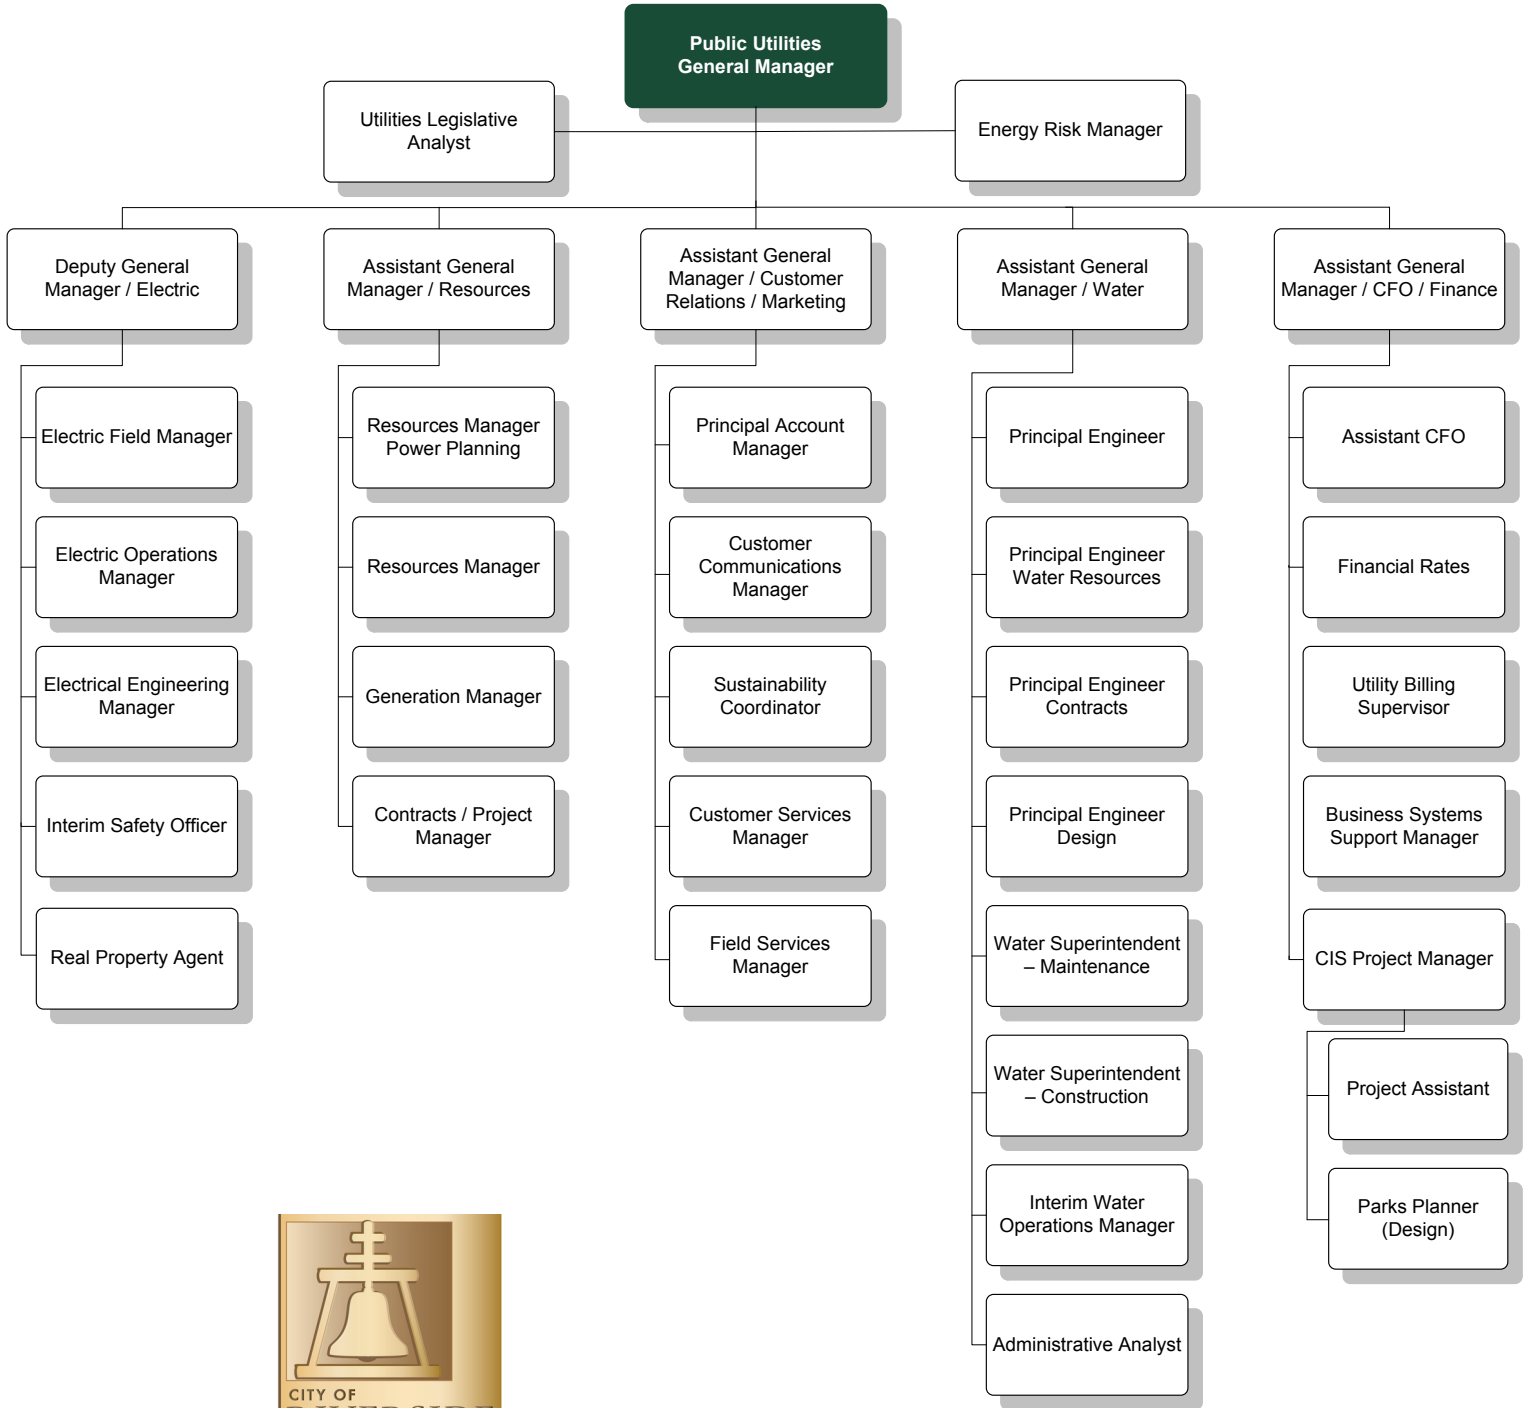 Public Utilities
General Manager
Utilities Legislative
Analyst
Energy Risk Manager
Deputy General
Manager / Electric
Assistant General
Manager / Resources
Assistant General
Manager / Customer
Relations / Marketing
Assistant General
Manager / Water
Assistant General
Manager / CFO / Finance
Electric Field Manager
Electric Operations
Manager
Electrical Engineering
Manager
Interim Safety Officer
Real Property Agent
Resources Manager
Power Planning
Resources Manager
Generation Manager
Contracts / Project
Manager
Principal Account
Manager
Customer
Communications
Manager
Sustainability
Coordinator
Customer Services
Manager
Field Services
Manager
Principal Engineer
Principal Engineer
Water Resources
Principal Engineer
Contracts
Principal Engineer
Design
Water Superintendent
– Maintenance
Water Superintendent
– Construction
Interim Water
Operations Manager
Administrative Analyst
Assistant CFO
Financial Rates
Utility Billing
Supervisor
Business Systems
Support Manager
CIS Project Manager
Project Assistant
Parks Planner
(Design)
CITY OF
RIVERSIDE